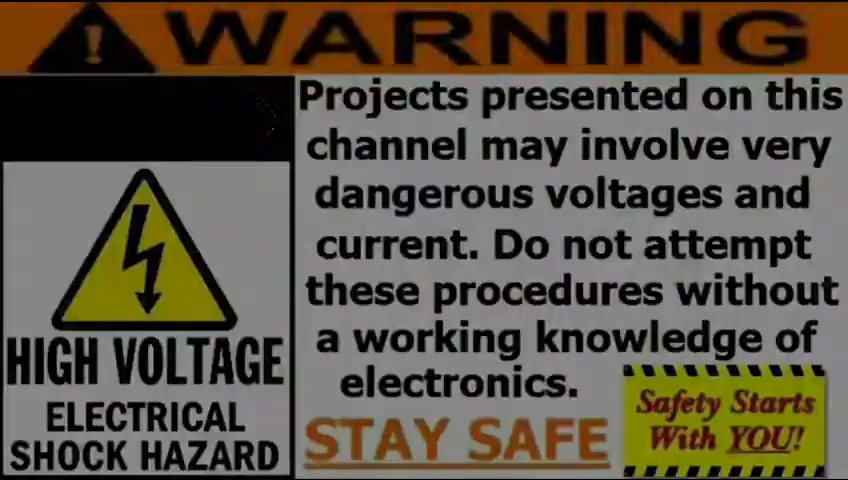 WARNING
Projects presented on this
channel may involve very
dangerous voltages and
current. Do not attempt
these procedures without
a working knowledge of
electronics.
HIGH VOLTAGE
ELECTRICAL
SHOCK HAZARD
STAY SAFE
Safety Starts
With YOU!